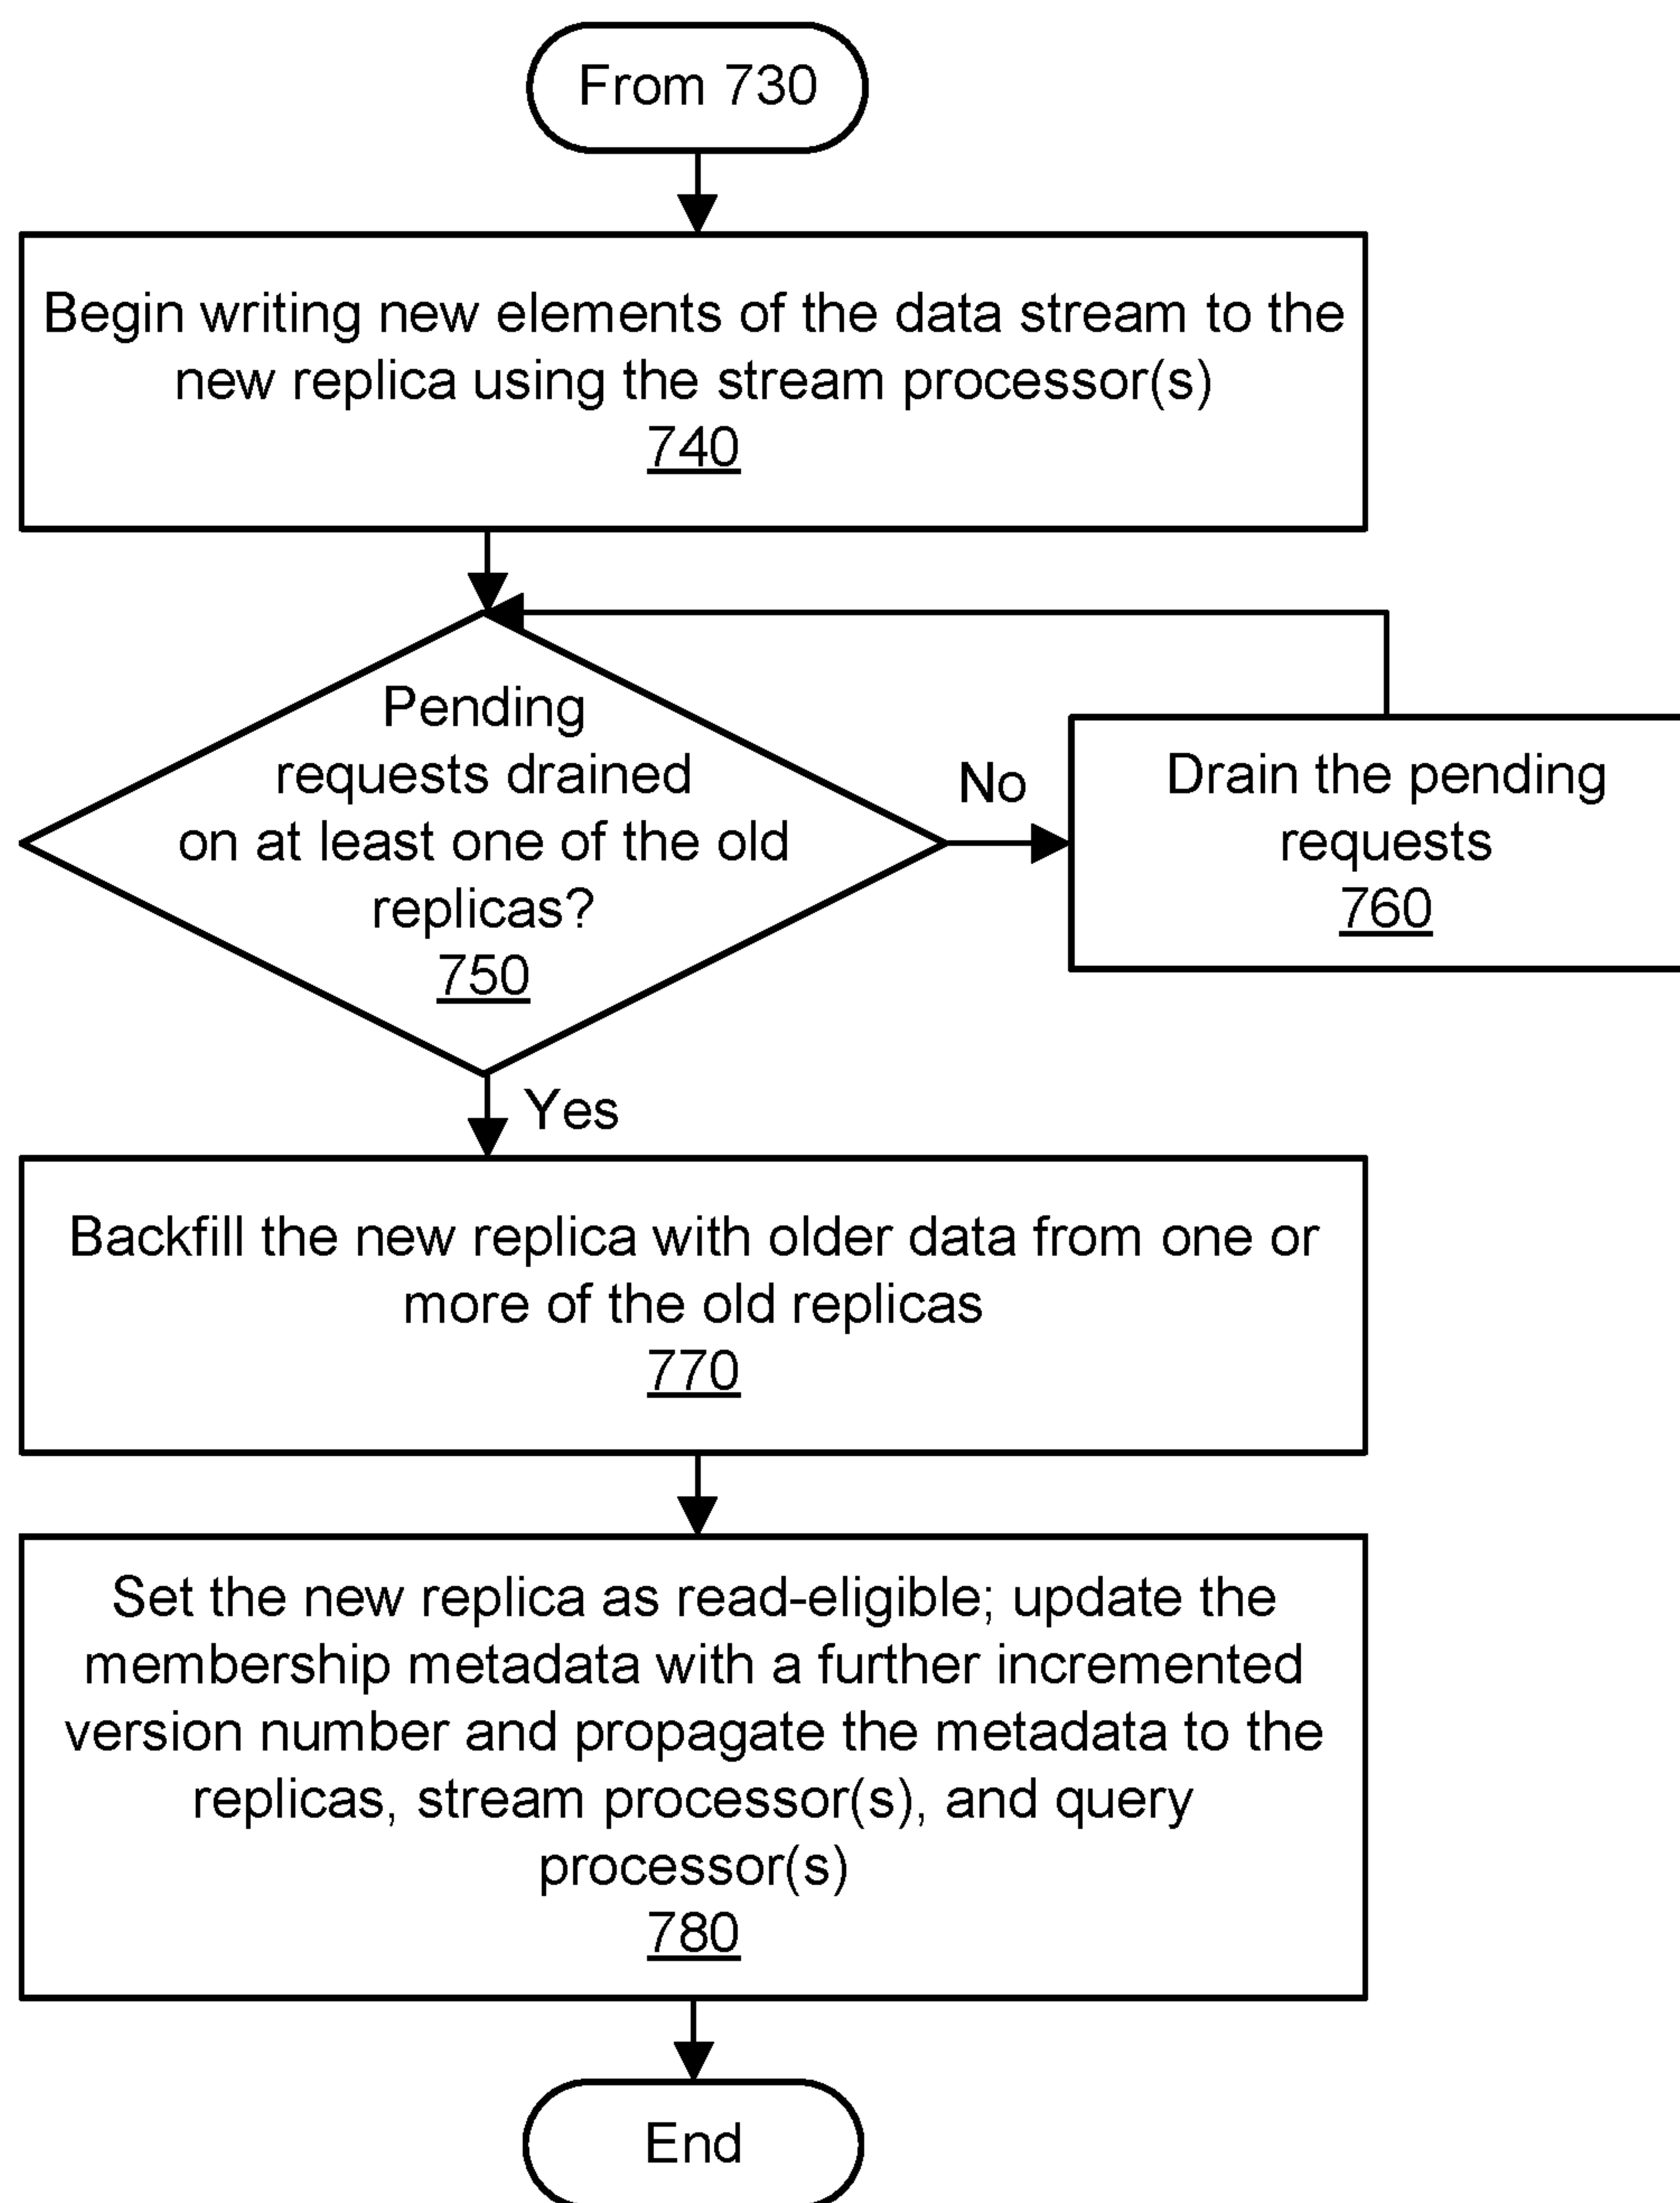 From 730
Begin writing new elements of the data stream to the
new replica using the stream processor(s)
740
Pending
requests drained
on at least one of the old
replicas?
750
No
Drain the pending
requests
760
Yes
Backfill the new replica with older data from one or
more of the old replicas
770
Set the new replica as read-eligible; update the
membership metadata with a further incremented
version number and propagate the metadata to the
replicas, stream processor(s), and query
processor(s)
780
End